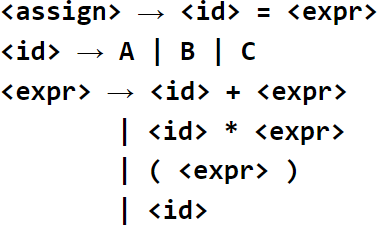 <assign> → <id> = <expr>
<id> → A | B | C
<expr> → <id> + <expr>
| <id> * <expr>
| ( <expr> )
| <id>